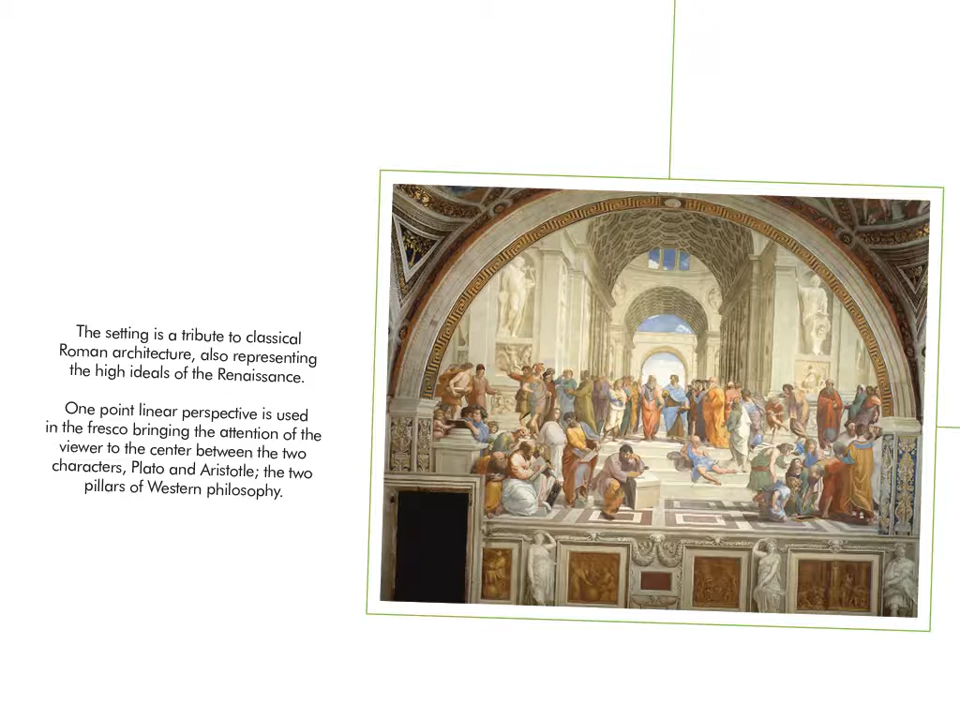 The setting is a tribute to classical
Roman architecture, also representing
the high ideals of the Renaissance.
One point linear perspective is used
in the fresco bringing the attention of the
viewer to the center between the two
characters, Plato and Aristotle; the two
pillars of Western philosophy.